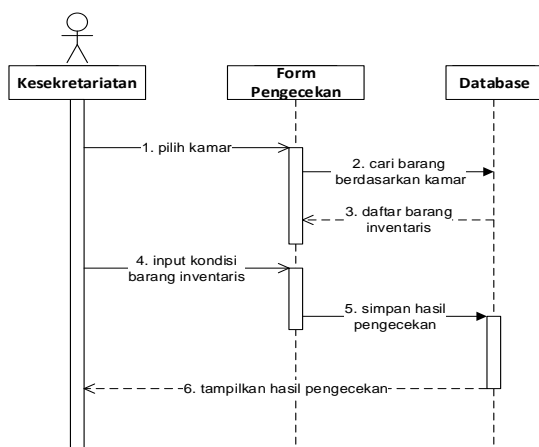 Kesekretariatan
Form
Pengecekan
Database
1. pilih kamar
2. cari barang
berdasarkan kamar
3. daftar barang
inventaris
4. input kondisi
barang inventaris
5. simpan hasil
pengecekan
6. tampilkan hasil pengecekan